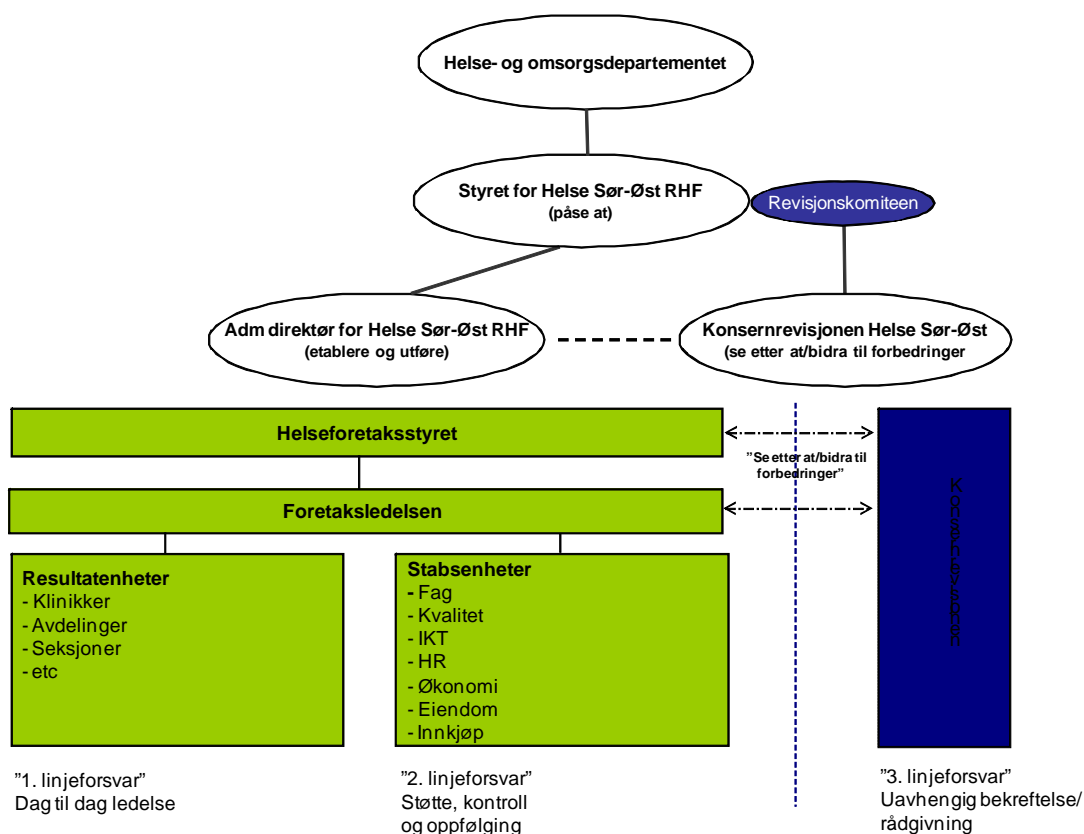 Helse- og omsorgsdepartementet
Styret for Helse Sør-Øst RHF
(påse at)
Revisjonskomiteen
Adm direktør for Helse Sør-Øst RHF
(etablere og utføre)
Konsernrevisjonen Helse Sør-Øst
(se etter at/bidra til forbedringer
Helseforetaksstyret
"Se etter at/bidra til
forbedringer"
Foretaksledelsen
Konsernrevisjonen
Resultatenheter
- Klinikker
- Avdelinger
- Seksjoner
- etc
Stabsenheter
- Fag
- Kvalitet
- IKT
- HR
- Økonomi
- Eiendom
- Innkjøp
"1. linjeforsvar"
Dag til dag ledelse
"2. linjeforsvar"
Støtte, kontroll
og oppfølging
"3. linjeforsvar"
Uavhengig bekreftelse/
rådgivning